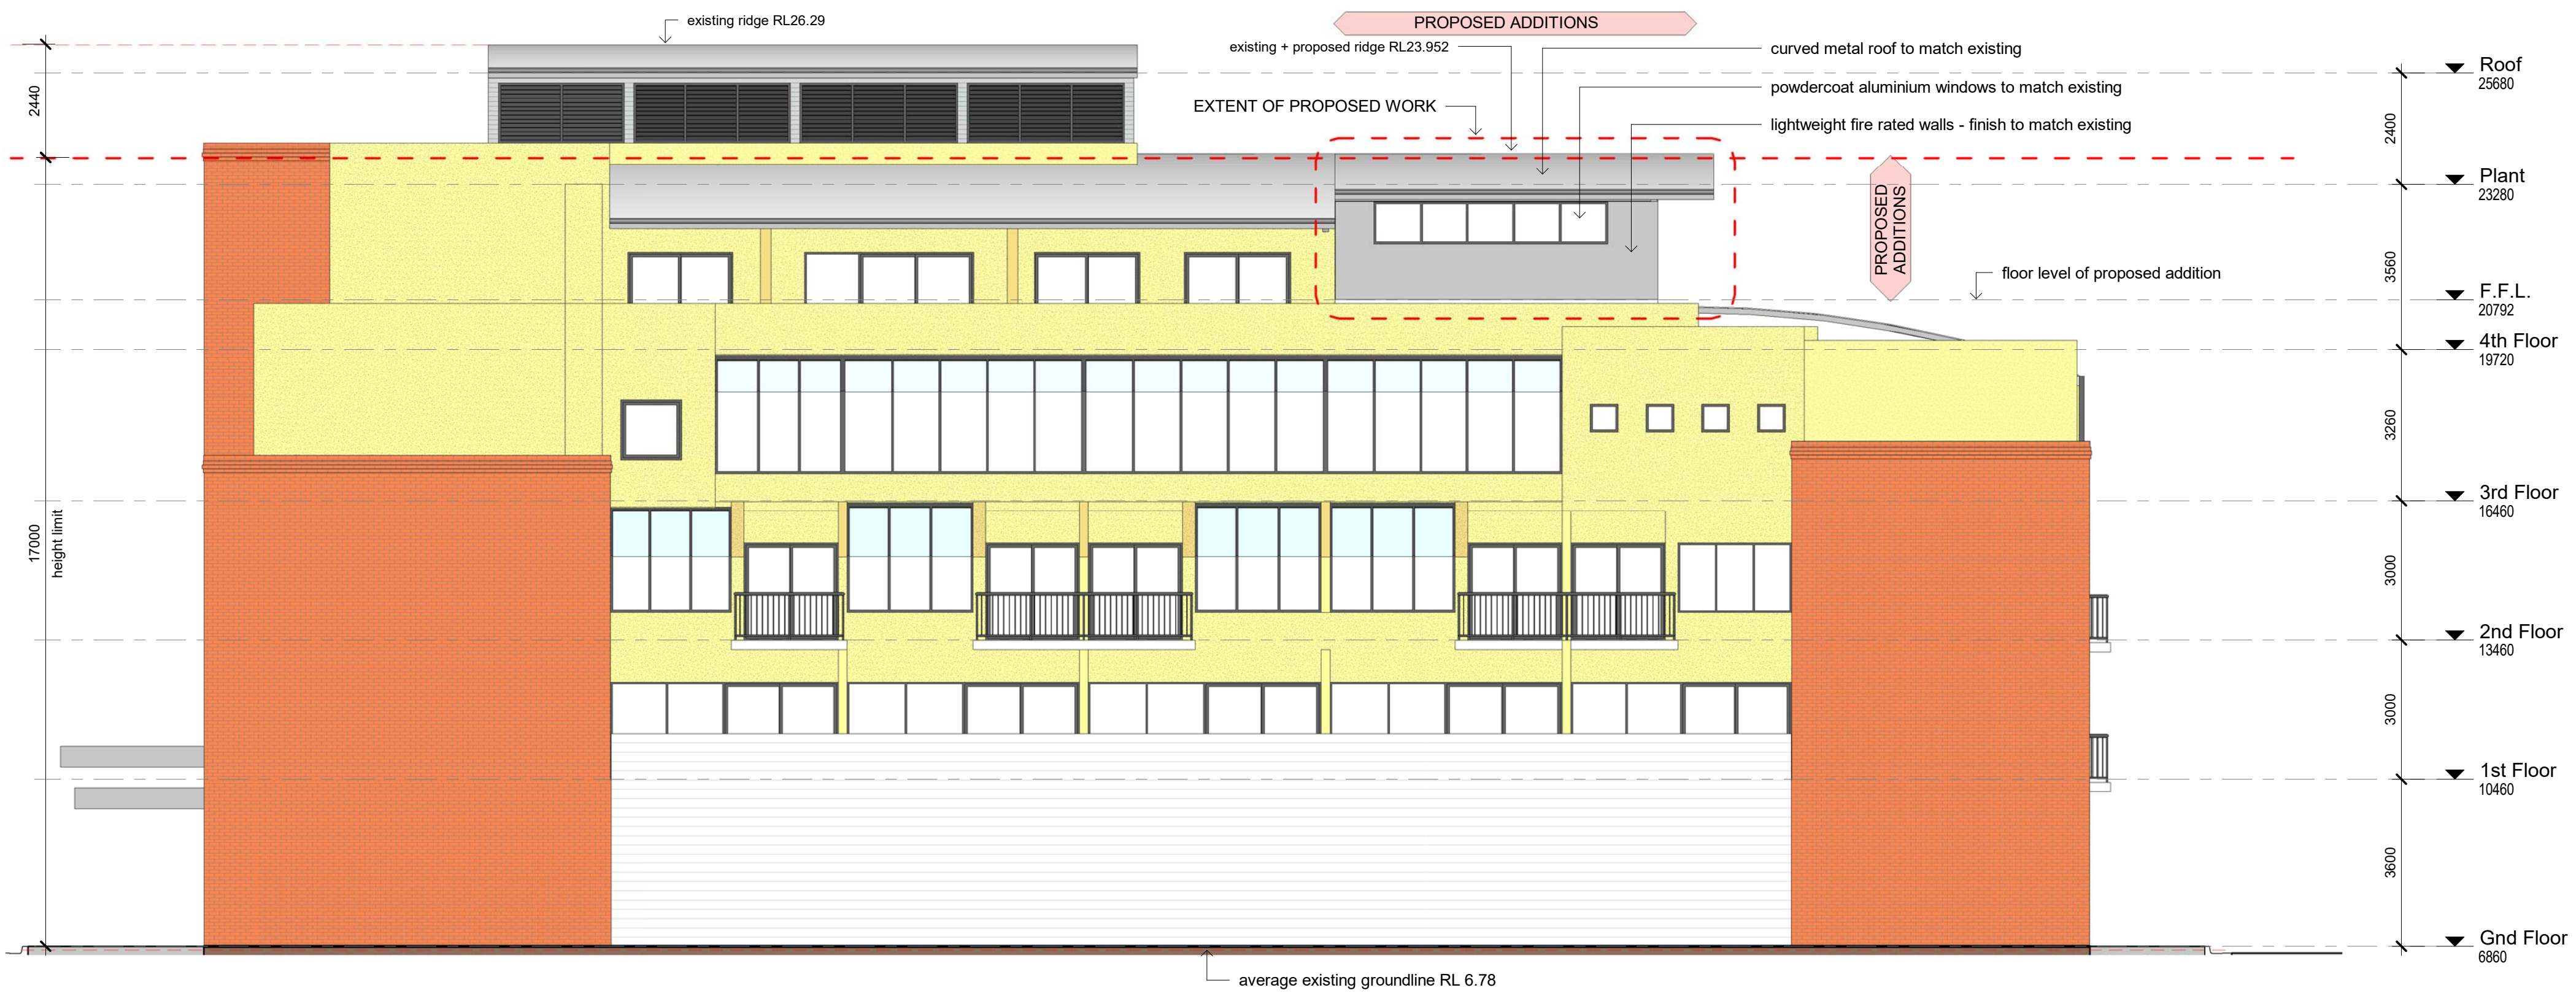 existing ridge RL26.29
PROPOSED ADDITIONS
existing + proposed ridge RL23.952
curved metal roof to match existing
powdercoat aluminium windows to match existing
EXTENT OF PROPOSED WORK
lightweight fire rated walls - finish to match existing
Roof
25680
2440
2400
Plant
23280
PROPOSED
ADDITIONS
3560
floor level of proposed addition
F.F.L.
20792
4th Floor
19720
3260
3rd Floor
16460
17000
height limit
3000
2nd Floor
13460
3000
1st Floor
10460
3600
Gnd Floor
6860
average existing groundline RL 6.78